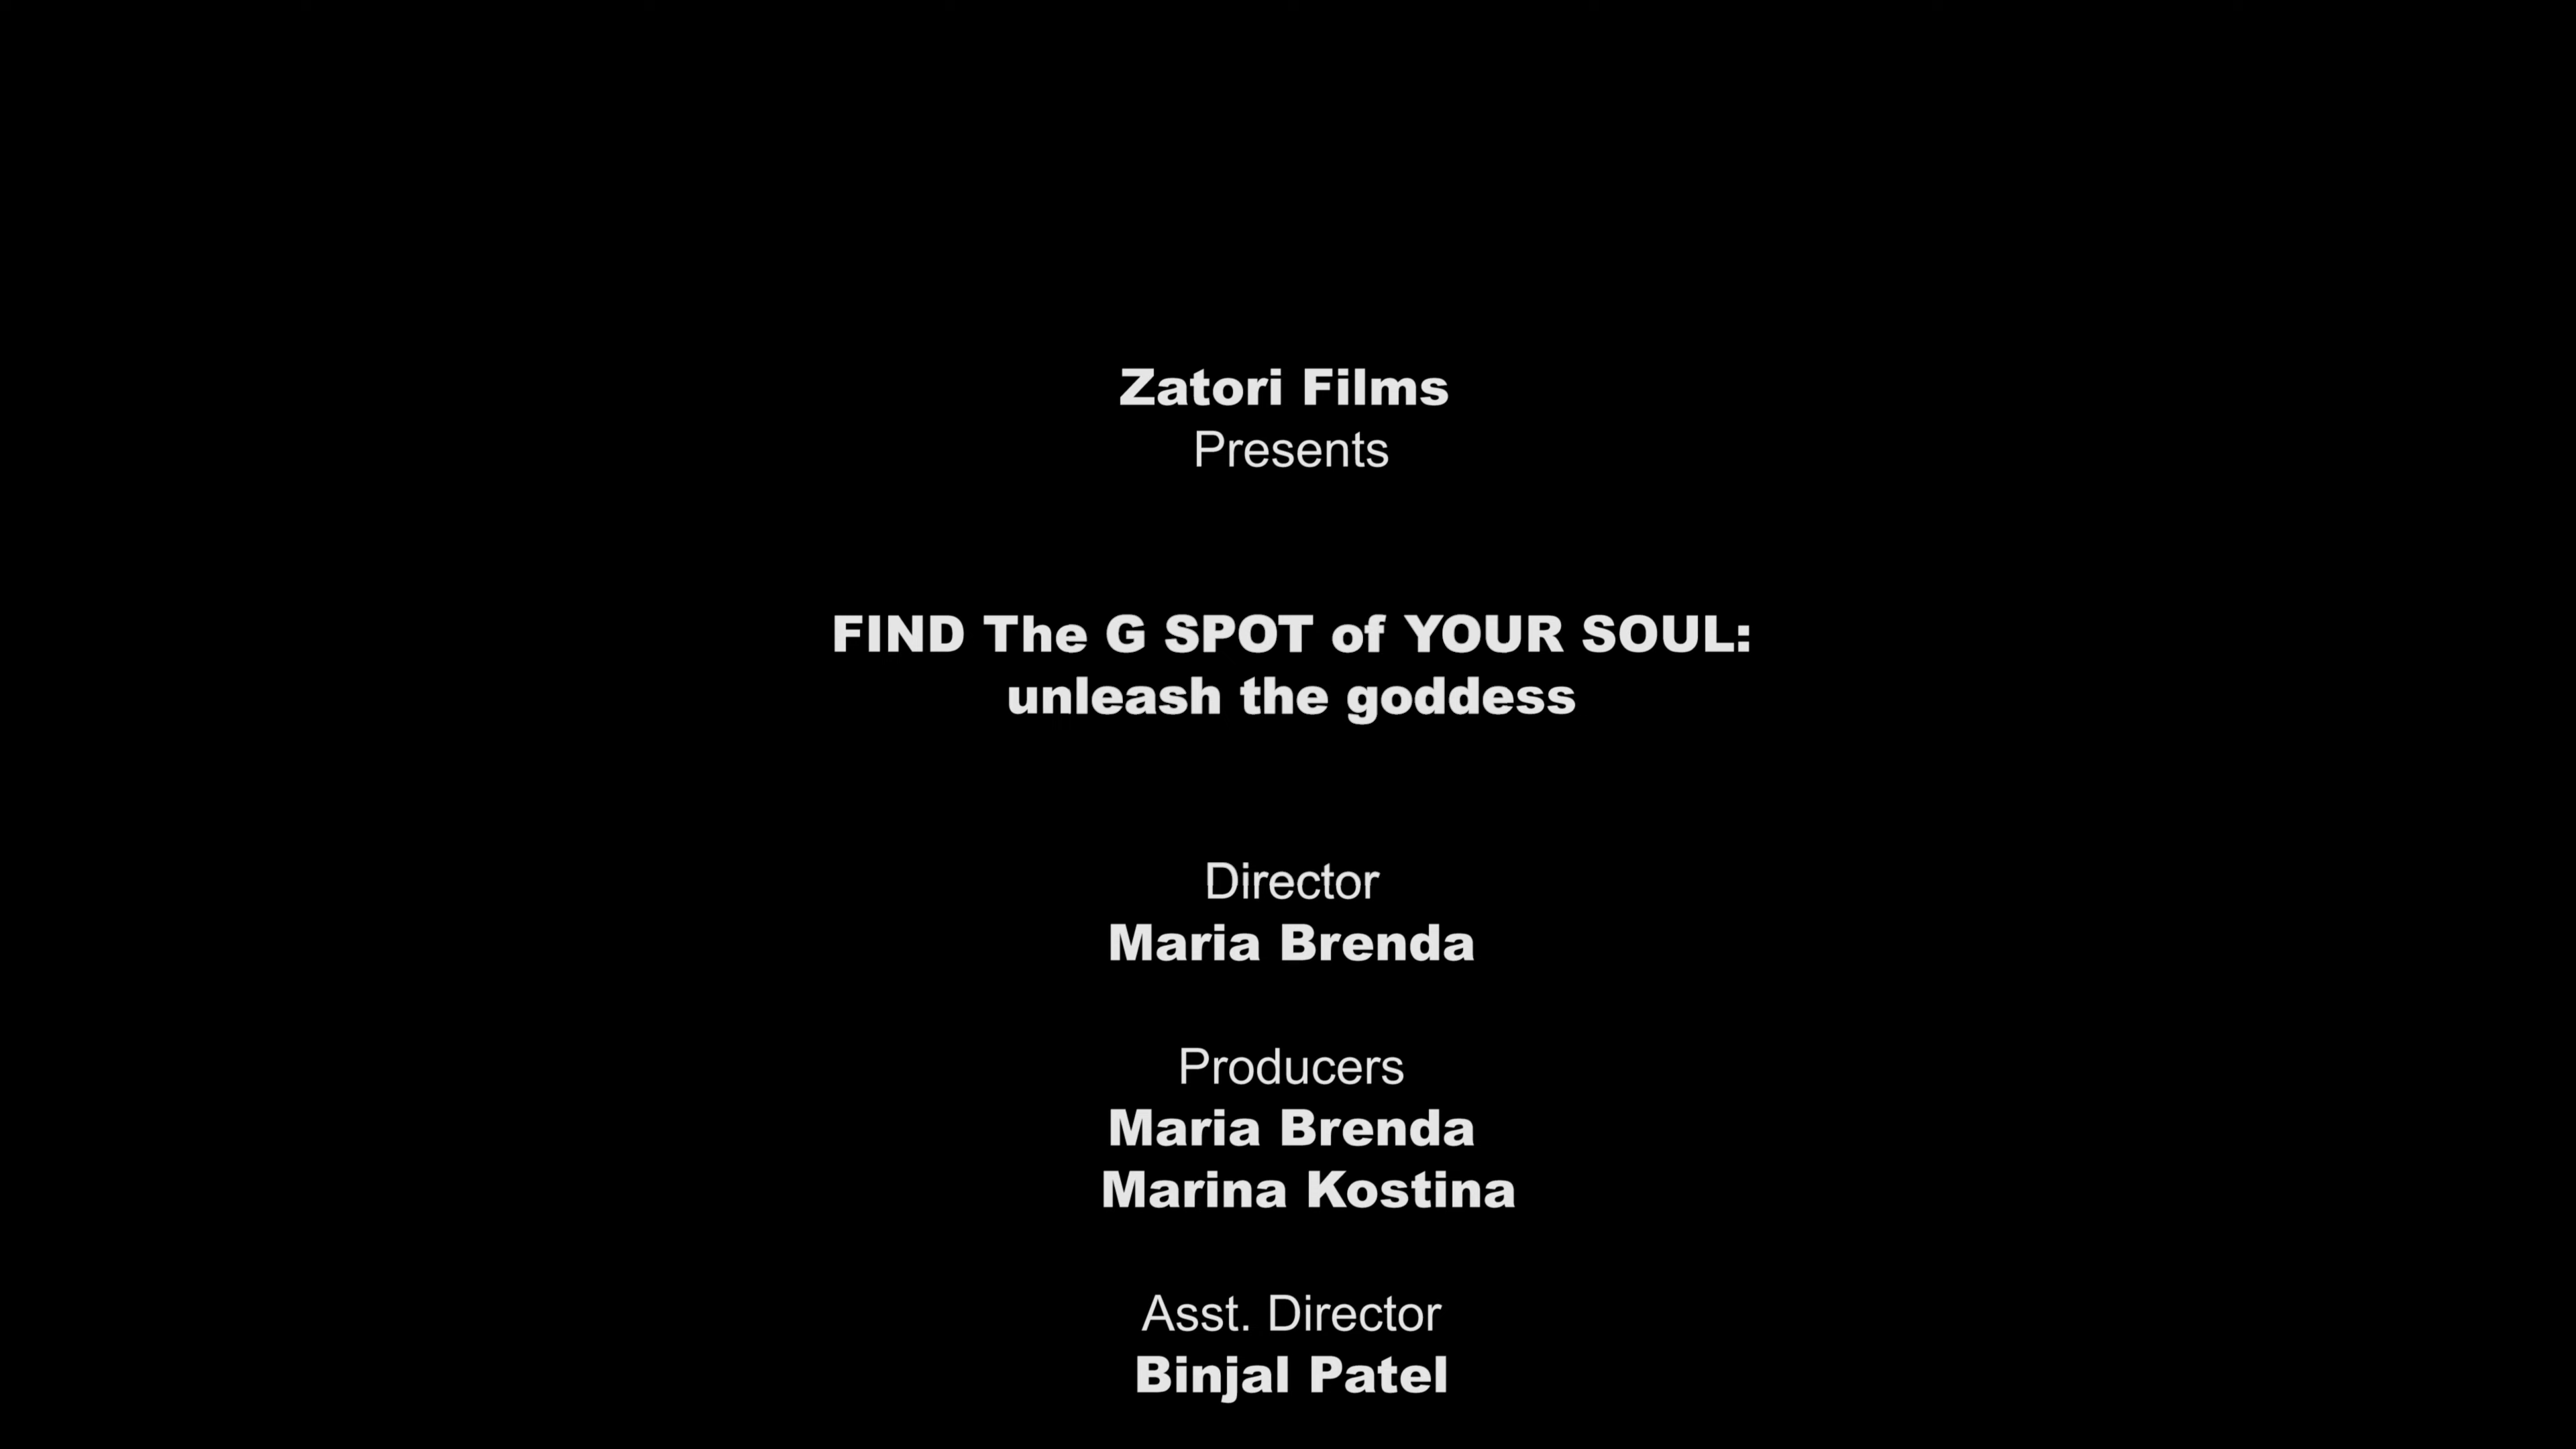 Zatori Films
Presents
FIND The G SPOT of YOUR SOUL:
unleash the goddess
Director
Maria Brenda
Producers
Maria Brenda
Marina Kostina
Asst. Director
Binjal Patel